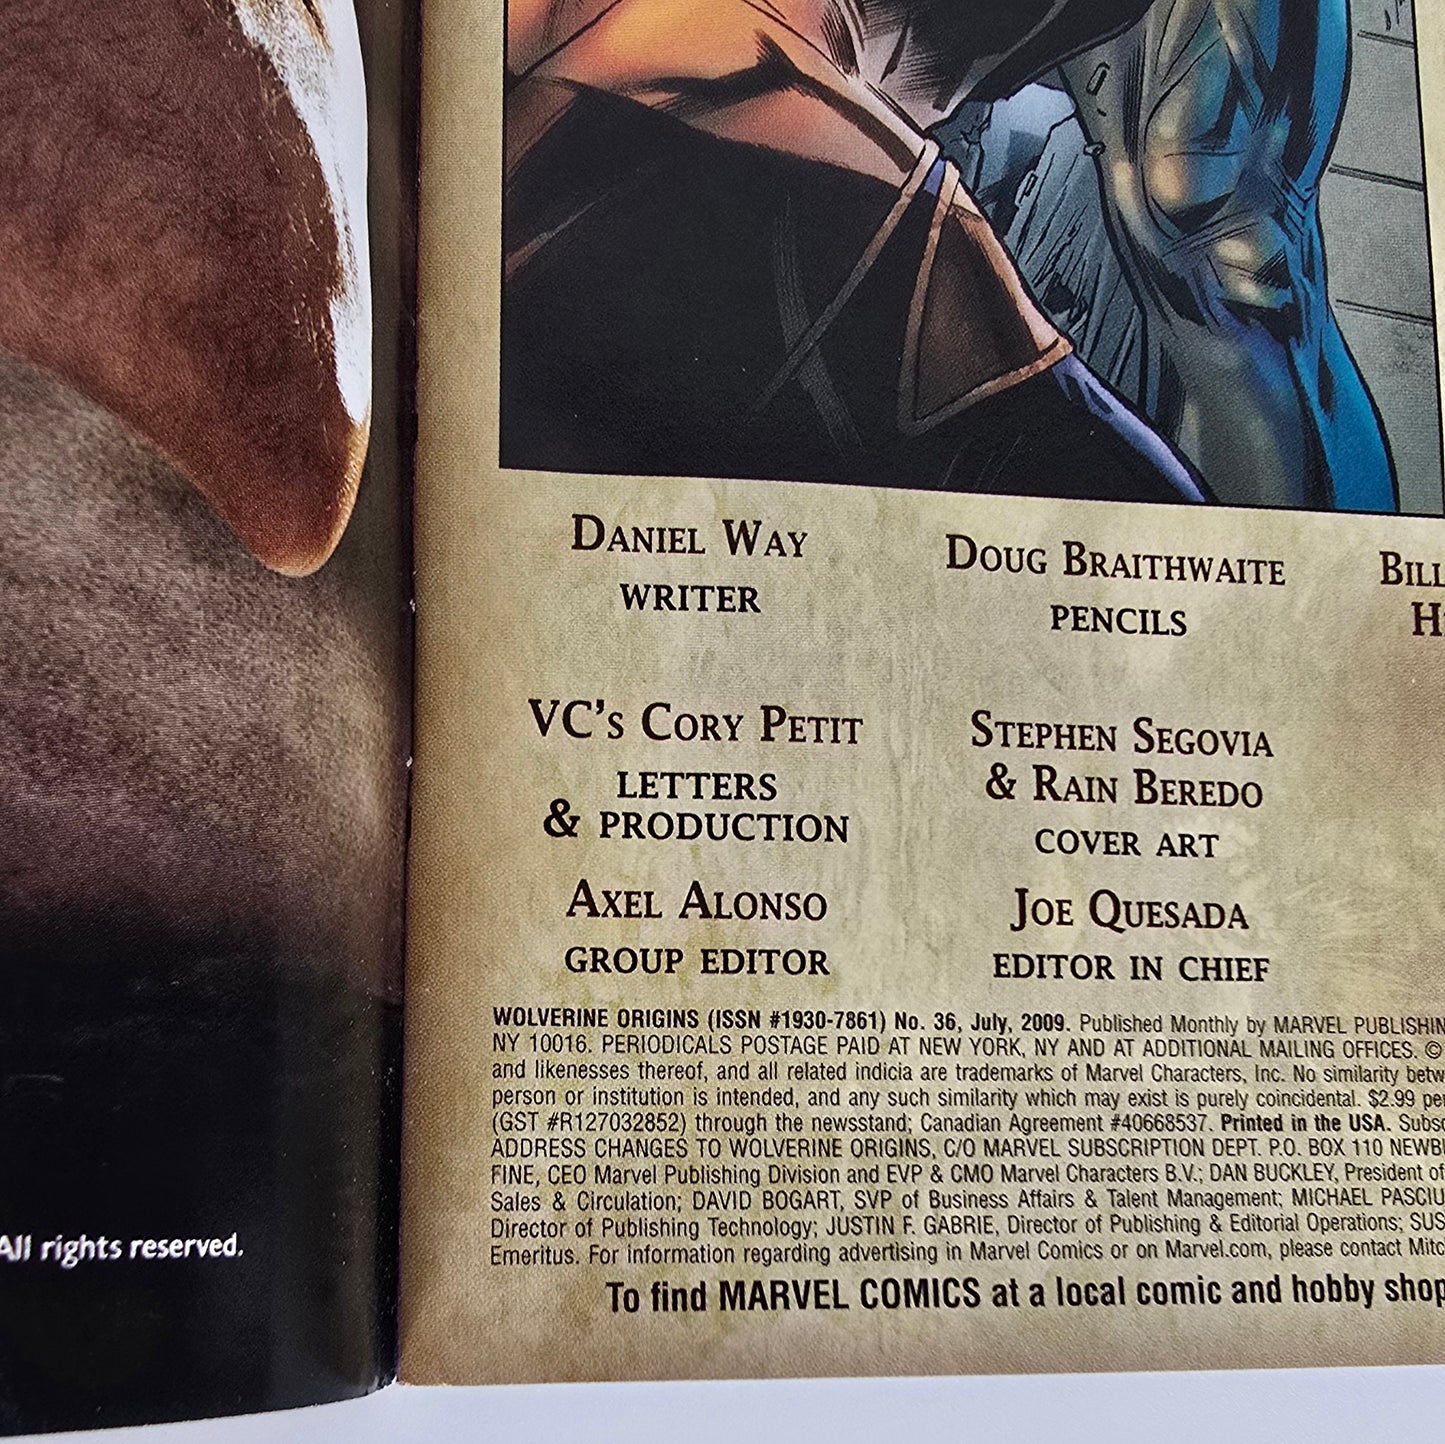 DANIEL WAY
WRITER
DOUG BRAITHWAITE
PENCILS
BILL
VC'S CORY PETIT
LETTERS
& PRODUCTION
STEPHEN SEGOVIA
& RAIN BEREDO
COVER ART
AXEL ALONSO
GROUP EDITOR
JOE QUESADA
EDITOR IN CHIEF
WOLVERINE ORIGINS (ISSN #1930-7861) No. 36, July, 2009. Published Monthly by MARVEL PUBLISHIN
NY 10016. PERIODICALS POSTAGE PAID AT NEW YORK, NY AND AT ADDITIONAL MAILING OFFICES. ©
and likenesses thereof, and all related indicia are trademarks of Marvel Characters, Inc. No similarity betw
person or institution is intended, and any such similarity which may exist is purely coincidental. $2.99 per
(GST #R127032852) through the newsstand; Canadian Agreement #40668537. Printed in the USA. Subsc
ADDRESS CHANGES TO WOLVERINE ORIGINS, C/O MARVEL SUBSCRIPTION DEPT. P.O. BOX 110 NEWB
FINE, CEO Marvel Publishing Division and EVP & CMO Marvel Characters B.V.; DAN BUCKLEY, President of
Sales & Circulation; DAVID BOGART, SVP of Business Affairs & Talent Management; MICHAEL PASCIU
Director of Publishing Technology; JUSTIN F. GABRIE, Director of Publishing & Editorial Operations; SUS
Emeritus. For information regarding advertising in Marvel Comics or on Marvel.com, please contact Mitc
To find MARVEL COMICS at a local comic and hobby shop
All rights reserved.